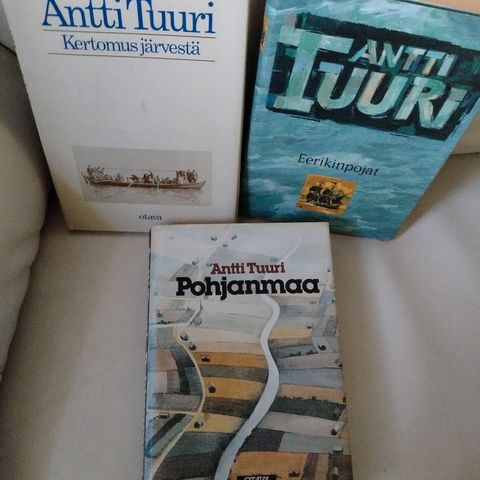 Antti Tuuri
Kertomus järvestä
otava
ANTTI
TUURI
Eerikinpojat
Antti Tuuri
Pohjanmaa
OTAVA